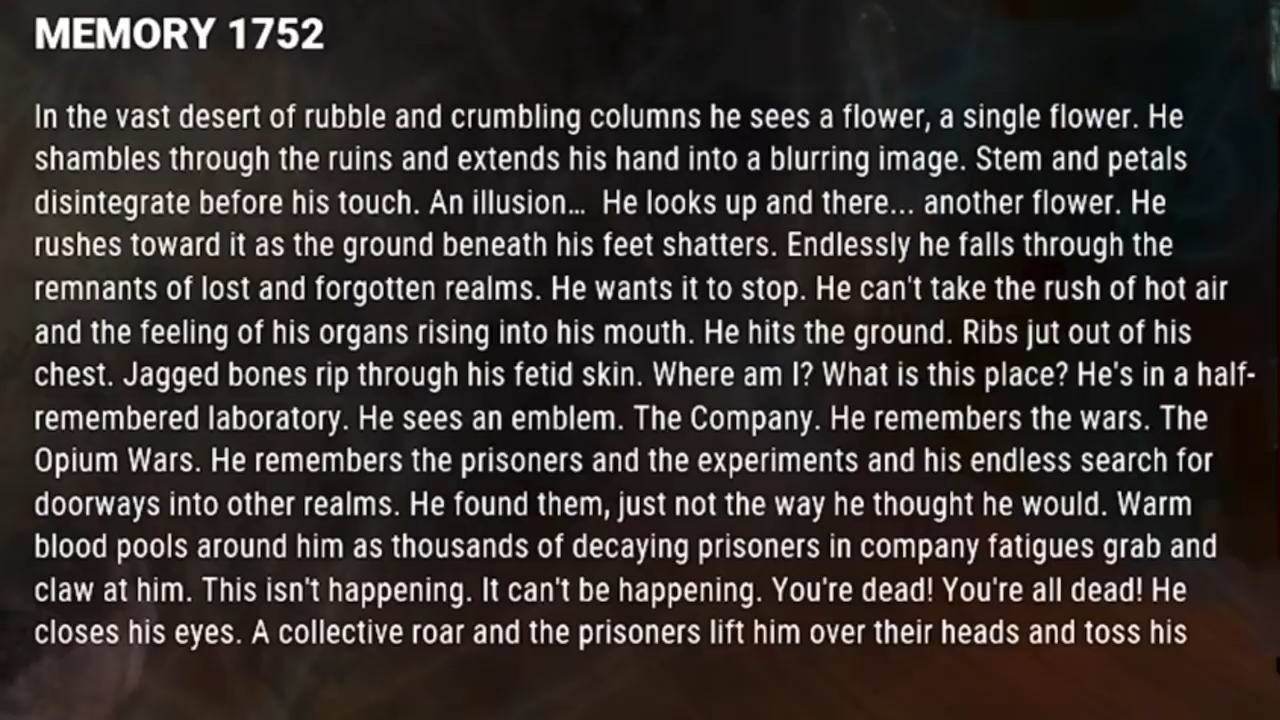 MEMORY 1752
In the vast desert of rubble and crumbling columns he sees a flower, a single flower. He
shambles through the ruins and extends his hand into a blurring image. Stem and petals
disintegrate before his touch. An illusion...  He looks up and there... another flower. He
rushes toward it as the ground beneath his feet shatters. Endlessly he falls through the
remnants of lost and forgotten realms. He wants it to stop. He can't take the rush of hot air
and the feeling of his organs rising into his mouth. He hits the ground. Ribs jut out of his
chest. Jagged bones rip through his fetid skin. Where am I? What is this place? He's in a half-
remembered laboratory. He sees an emblem. The Company. He remembers the wars. The
Opium Wars. He remembers the prisoners and the experiments and his endless search for
doorways into other realms. He found them, just not the way he thought he would. Warm
blood pools around him as thousands of decaying prisoners in company fatigues grab and
claw at him. This isn't happening. It can't be happening. You're dead! You're all dead! He
closes his eyes. A collective roar and the prisoners lift him over their heads and toss his